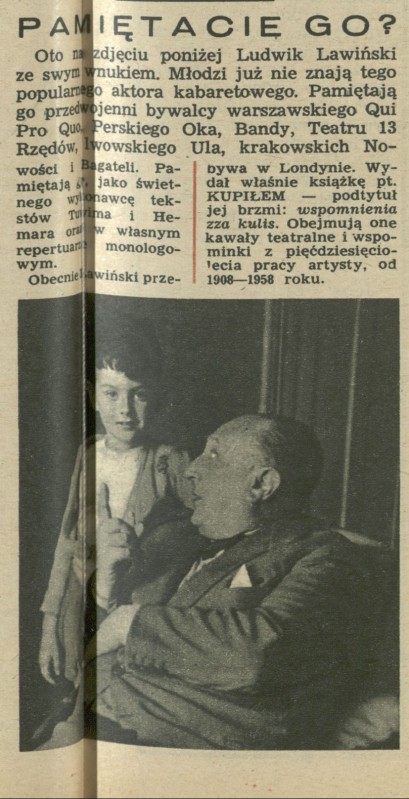 PAMIĘTACIE GO?
Oto na zdjęciu poniżej Ludwik Lawiński
ze swym wnukiem. Młodzi już nie znają tego
popularnego aktora kabaretowego. Pamiętają
go przedwojenni bywalcy warszawskiego Qui
Pro Quo, Perskiego Oka, Bandy, Teatru 13
Rzędów, lwowskiego Ula, krakowskich No-
wości i Bagateli. Pa-
miętają go, jako świet-
nego wykonawcę tek-
stów Tuwima i He-
mara oraz w własnym
repertuarze monologo-
wym.
Obecnie Lawiński prze-
bywa w Londynie. Wy-
dał właśnie książkę pt.
KUPIŁEM — podtytuł
jej brzmi: wspomnienia
zza kulis. Obejmują one
kawały teatralne i wspo-
minki z pięćdziesięcio-
lecia pracy artysty, od
1908—1958 roku.